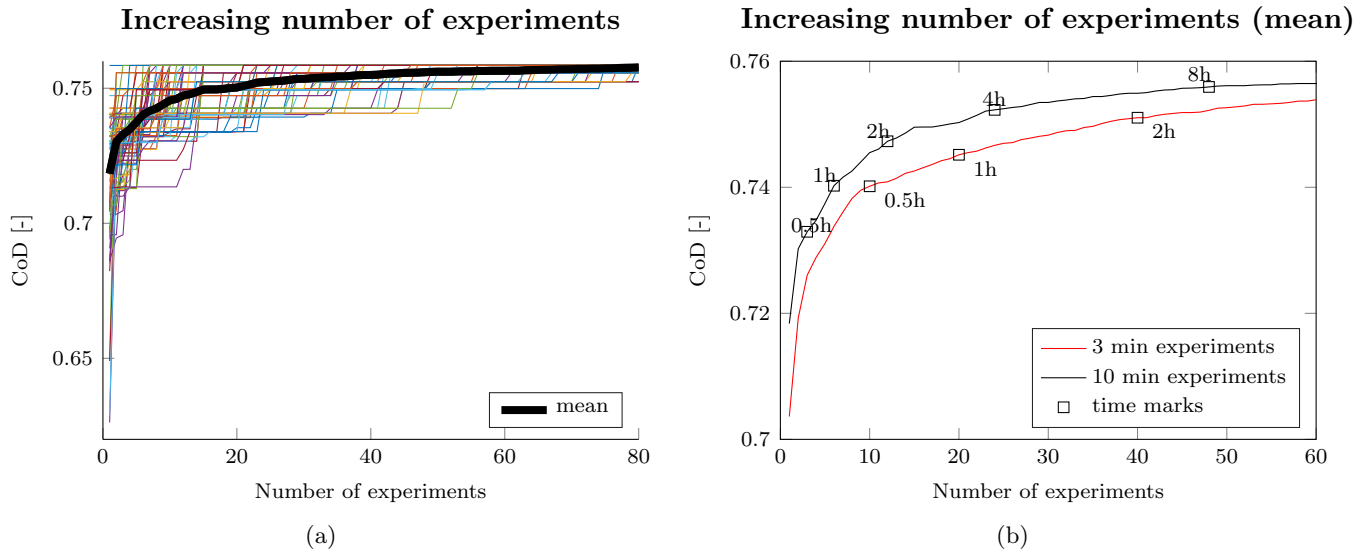 Increasing number of experiments
0.75
0.7
0.65
CoD [-]
mean
0
20
40
60
80
Number of experiments
(a)
Increasing number of experiments (mean)
0.76
0.74
0.72
0.7
CoD [-]
8h
4h
2h
1h
0.5h
2h
1h
0.5h
3 min experiments
10 min experiments
time marks
0
10
20
30
40
50
60
Number of experiments
(b)